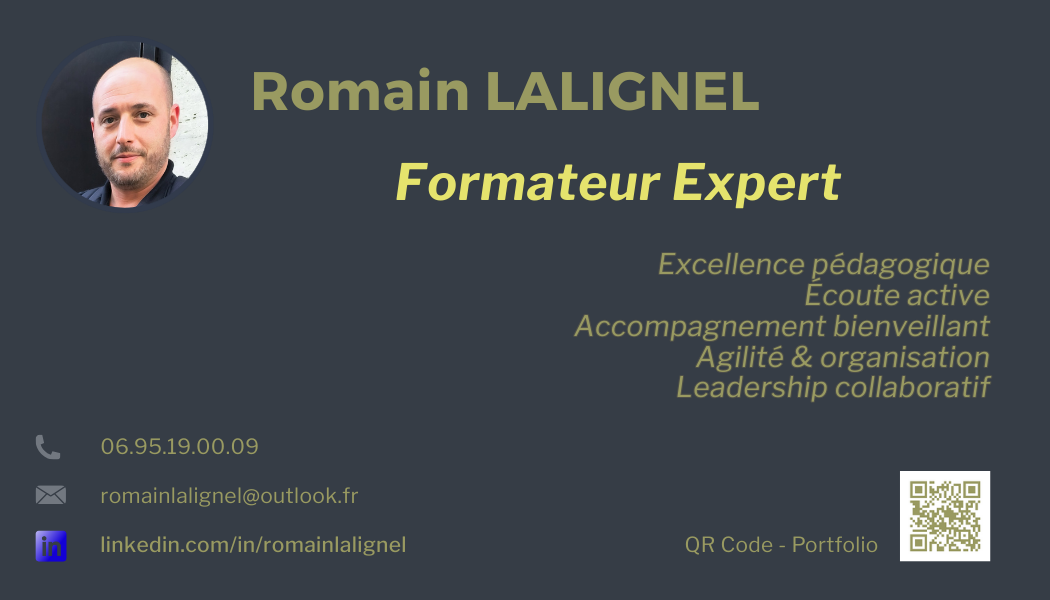 Romain LALIGNEL
Formateur Expert
Excellence pédagogique
Écoute active
Accompagnement bienveillant
Agilité & organisation
Leadership collaboratif
06.95.19.00.09
romainlalignel@outlook.fr
in
linkedin.com/in/romainlalignel
QR Code - Portfolio